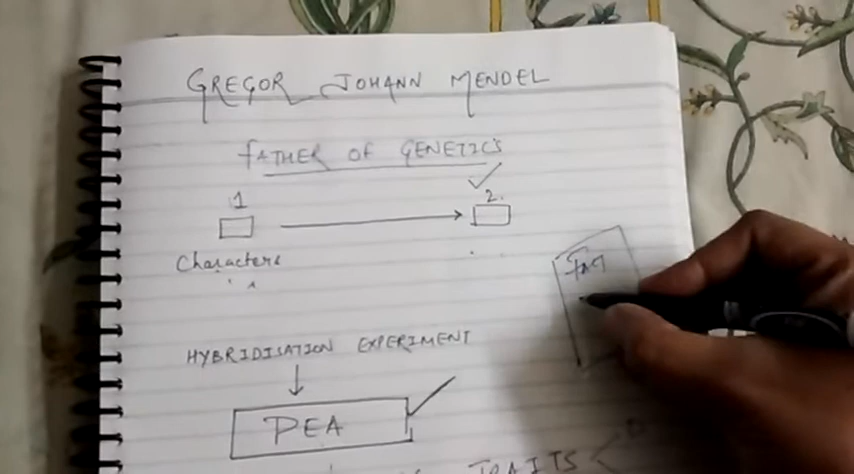 GREGOR JOHANN MENDEL
FATHER OF GENETICS
1 2.
Characters
HYBRIDISATION EXPERIMENT
PEA
TRAITS